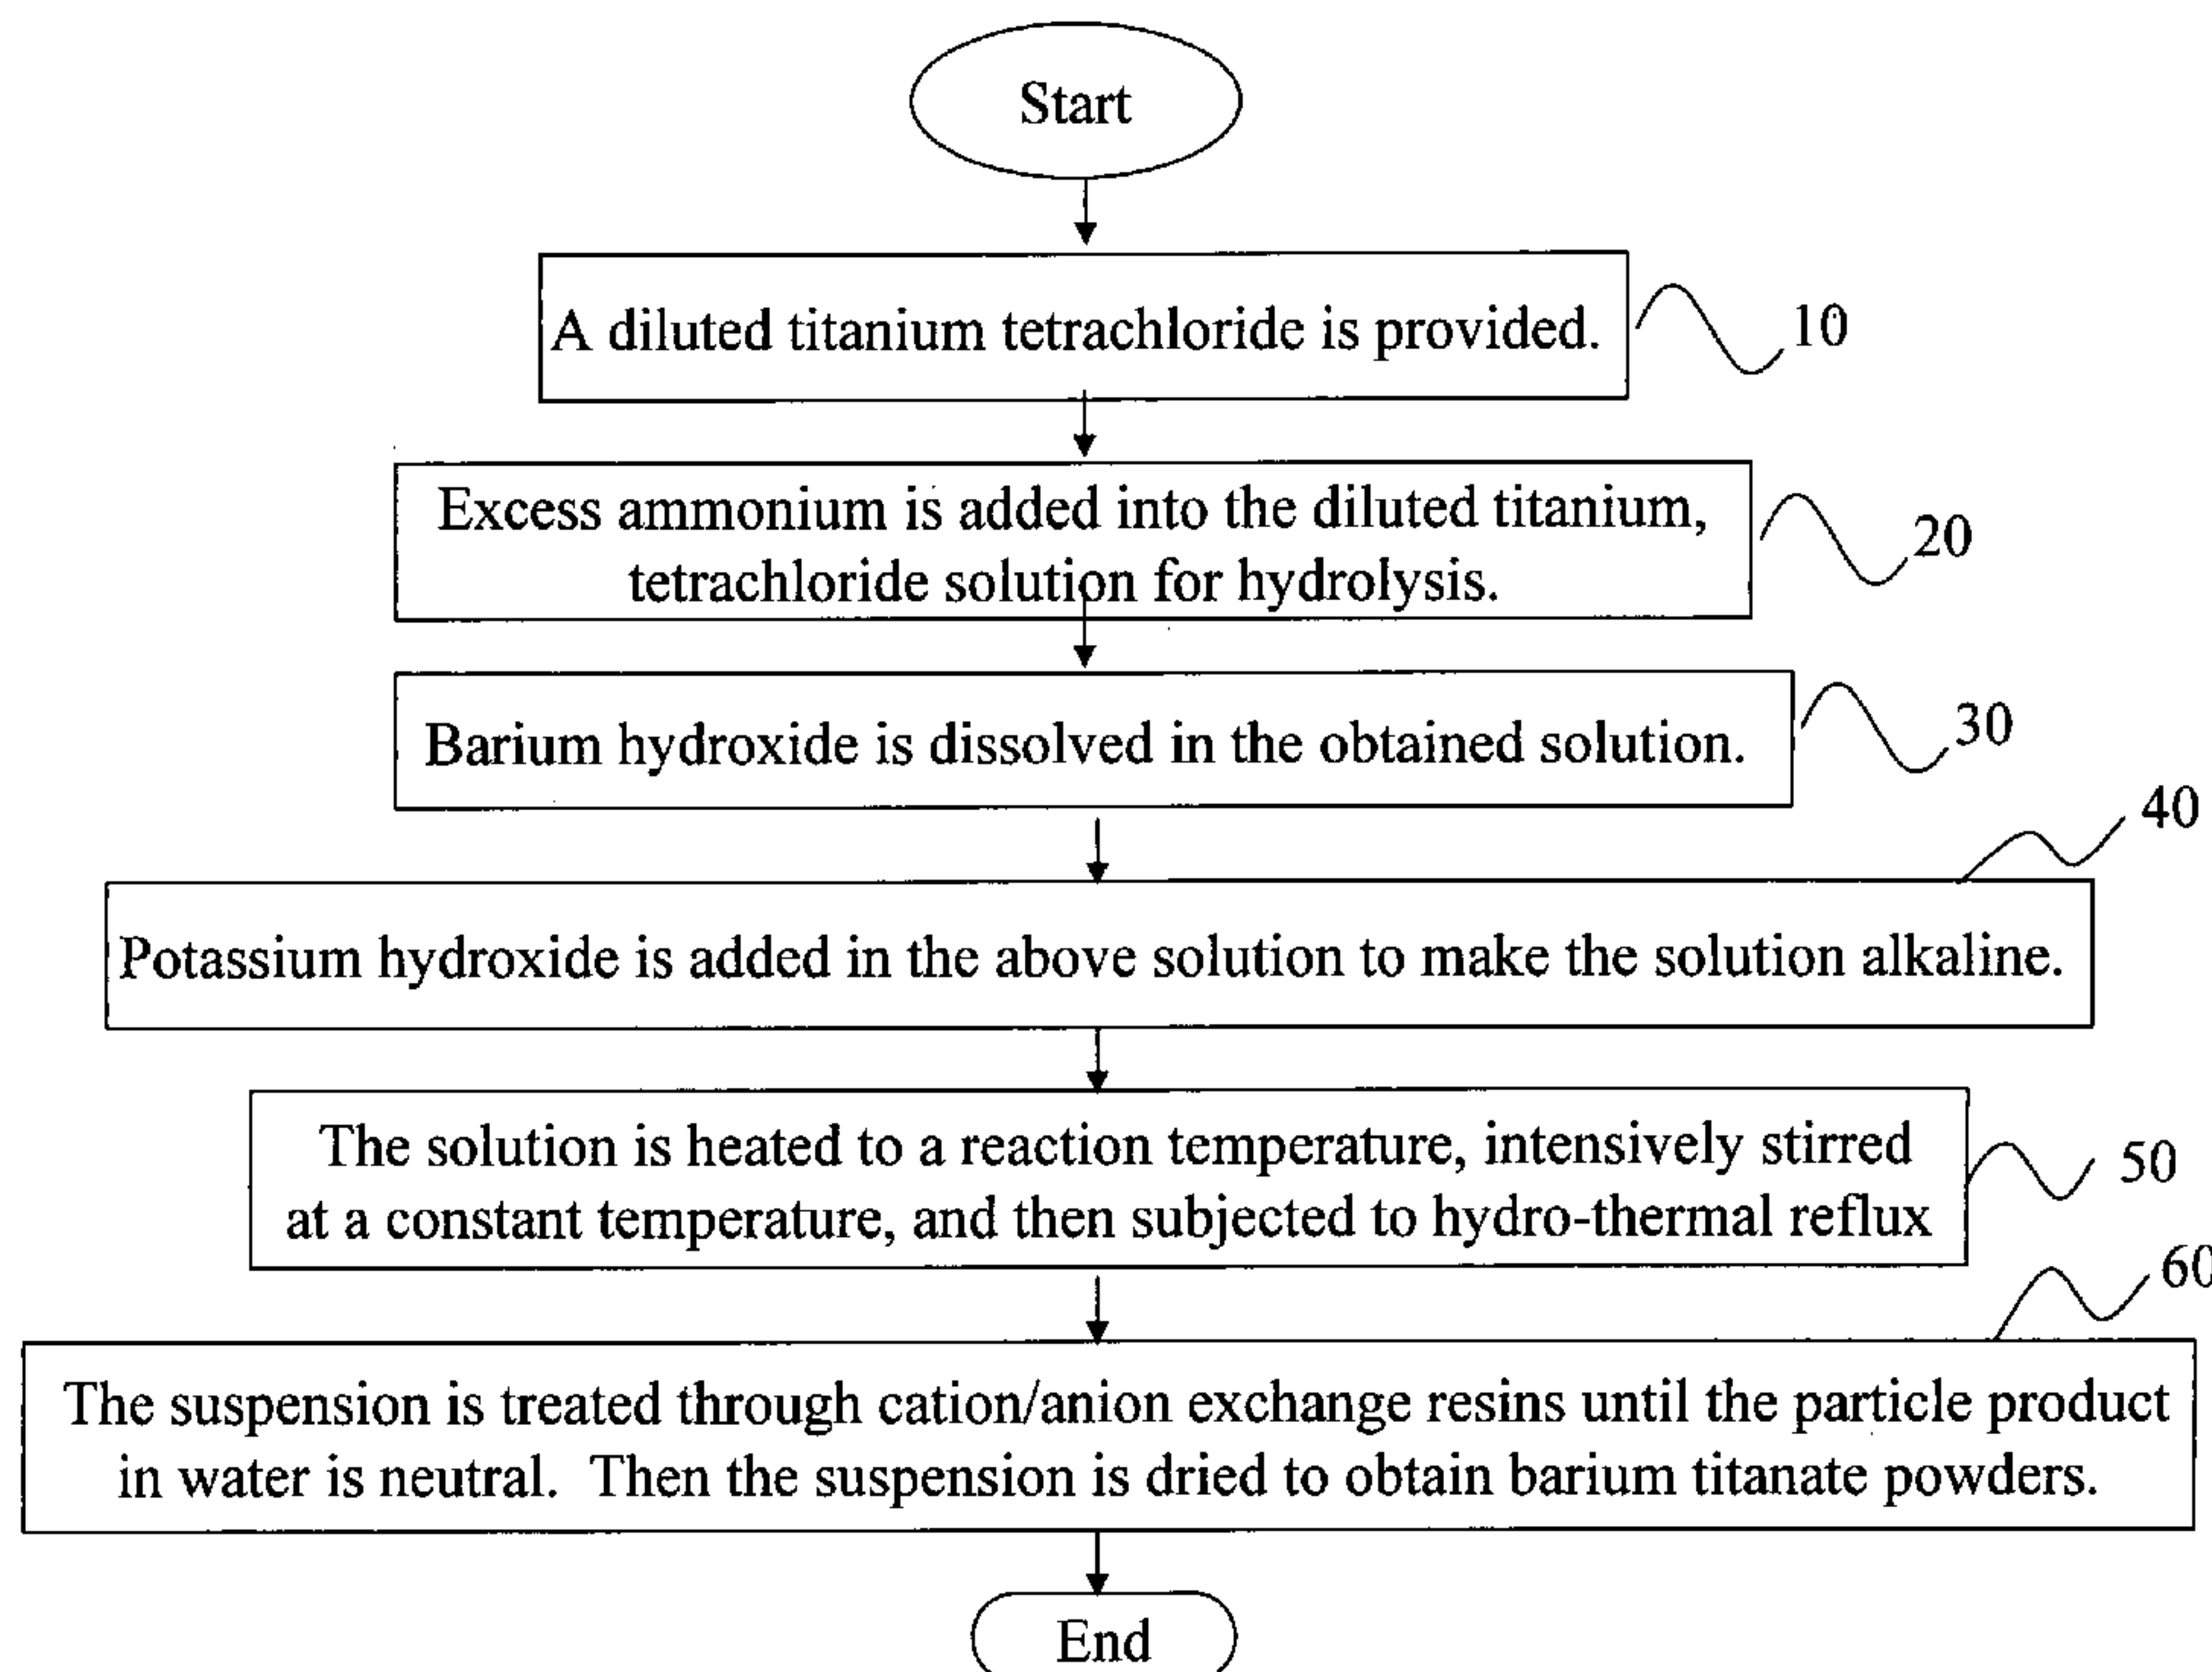 Start
A diluted titanium tetrachloride is provided.
10
Excess ammonium is added into the diluted titanium,
tetrachloride solution for hydrolysis.
20
Barium hydroxide is dissolved in the obtained solution.
30
40
Potassium hydroxide is added in the above solution to make the solution alkaline.
The solution is heated to a reaction temperature, intensively stirred
at a constant temperature, and then subjected to hydro-thermal reflux
50
60
The suspension is treated through cation/anion exchange resins until the particle product
in water is neutral. Then the suspension is dried to obtain barium titanate powders.
End